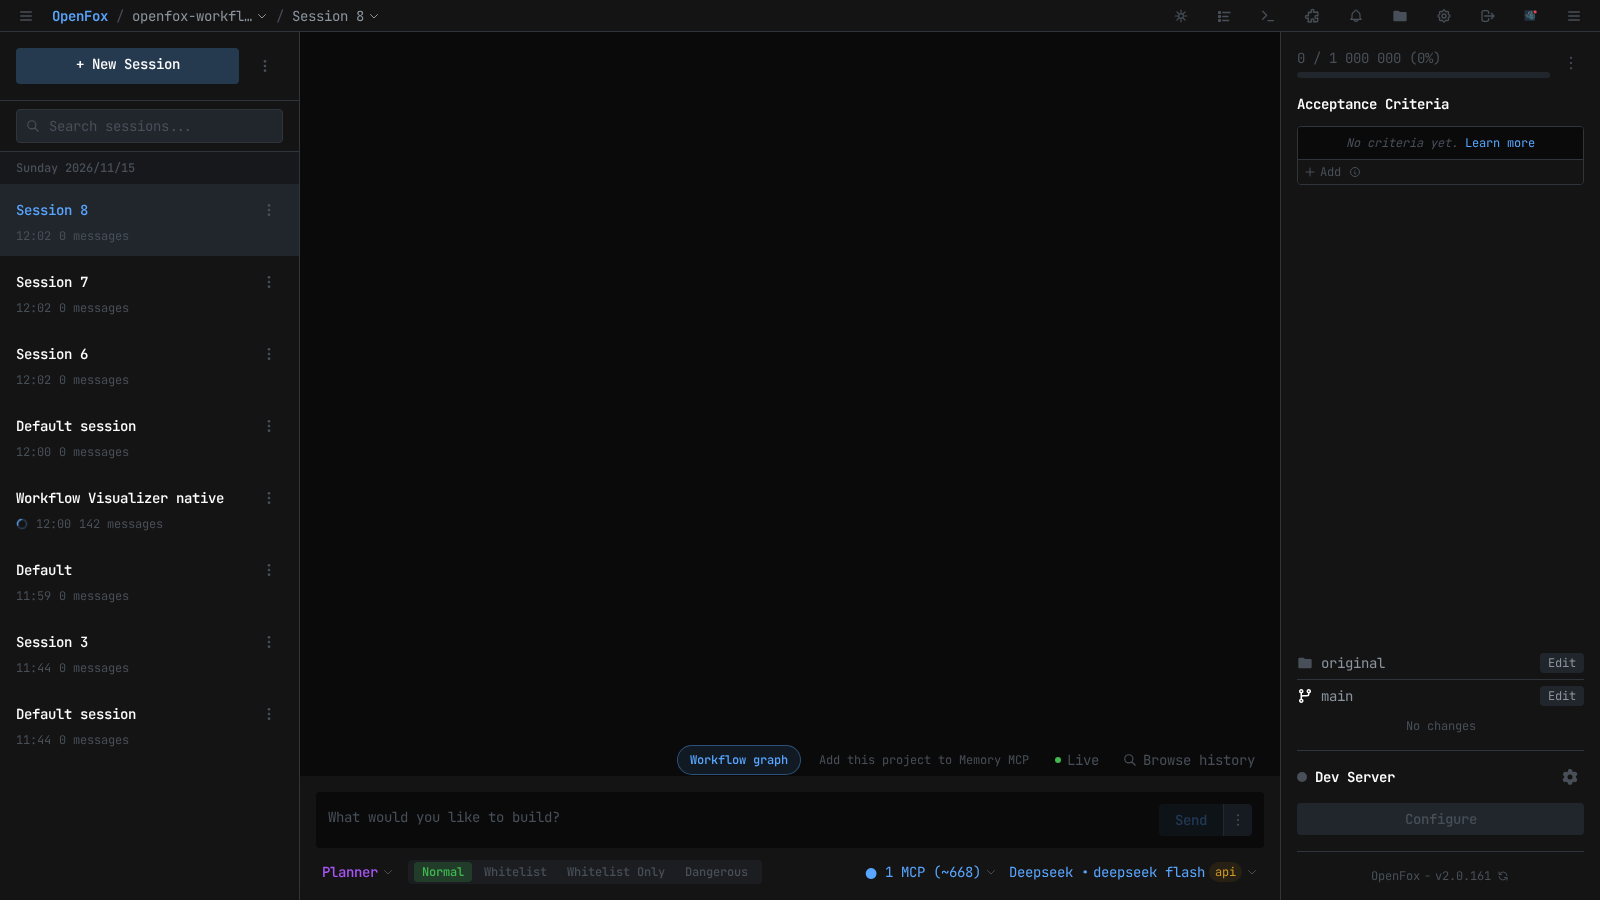 OpenFox / openfox-workfl… / Session 8
+ New Session
Search sessions...
Sunday 2026/11/15
Session 8
12:02 0 messages
Session 7
12:02 0 messages
Session 6
12:02 0 messages
Default session
12:00 0 messages
Workflow Visualizer native
12:00 142 messages
Default
11:59 0 messages
Session 3
11:44 0 messages
Default session
11:44 0 messages
Workflow graph Add this project to Memory MCP Live Browse history
What would you like to build?
Send
Planner Normal Whitelist Whitelist Only Dangerous 1 MCP (~668) Deepseek • deepseek flash api
0 / 1 000 000 (0%)
Acceptance Criteria
No criteria yet. Learn more
+ Add
original Edit
main Edit
No changes
Dev Server
Configure
OpenFox - v2.0.161